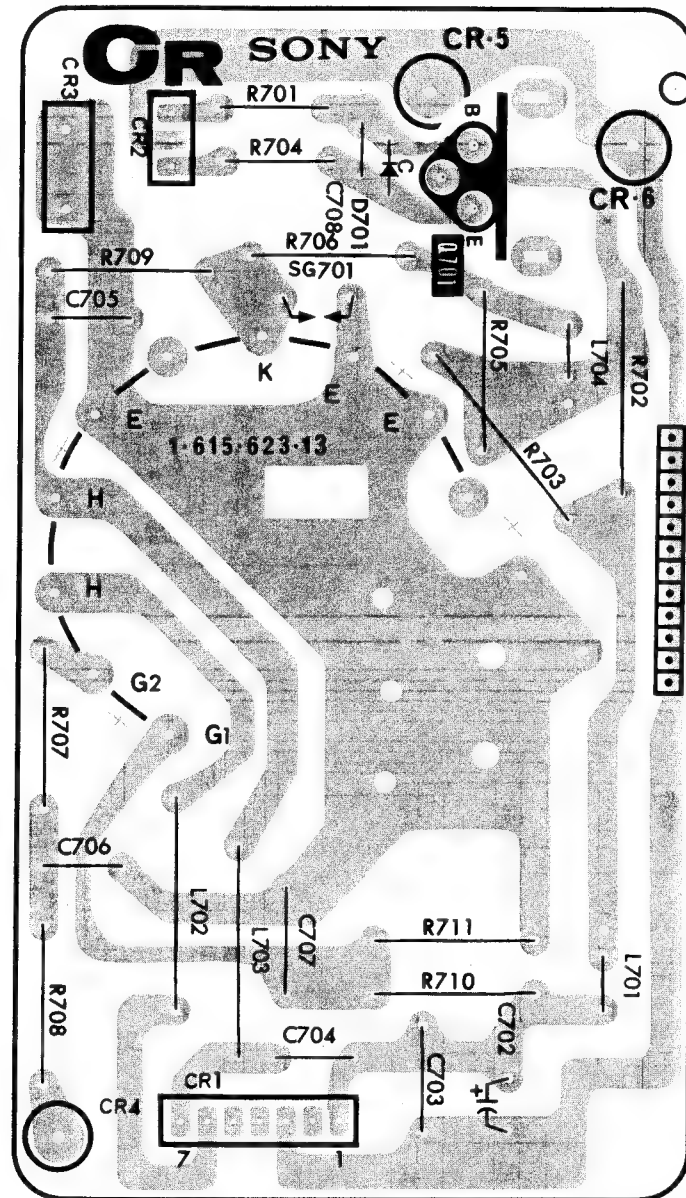 CR SONY CR·5
CR3
CR2
R701
B
R704
C
CR·6
D701
C708
E
R706
Q701
R709
SG701
C705
R705
L704
R702
K
E
E
E
1-615-623-13
R703
H
H
G2
R707
G1
C706
L702
L703
C707
R711
L701
R710
R708
C702
C704
C703
CR1
CR4
+
7
1